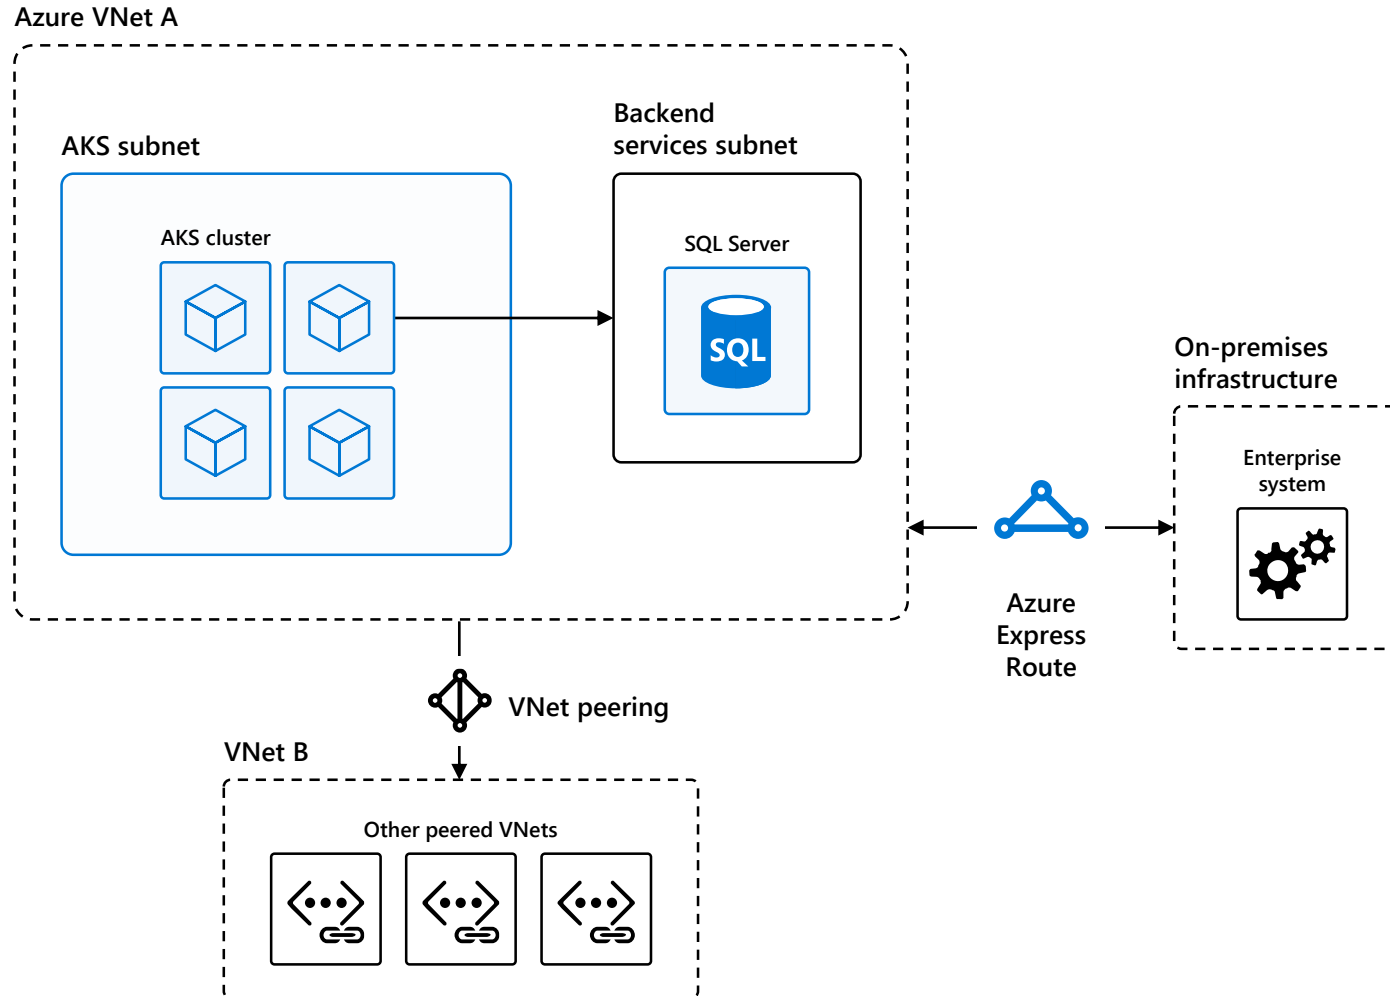 Azure VNet A
Backend
services subnet
AKS subnet
AKS cluster
SQL Server
SQL
On-premises
infrastructure
Enterprise
system
Azure
Express
Route
VNet peering
VNet B
Other peered VNets